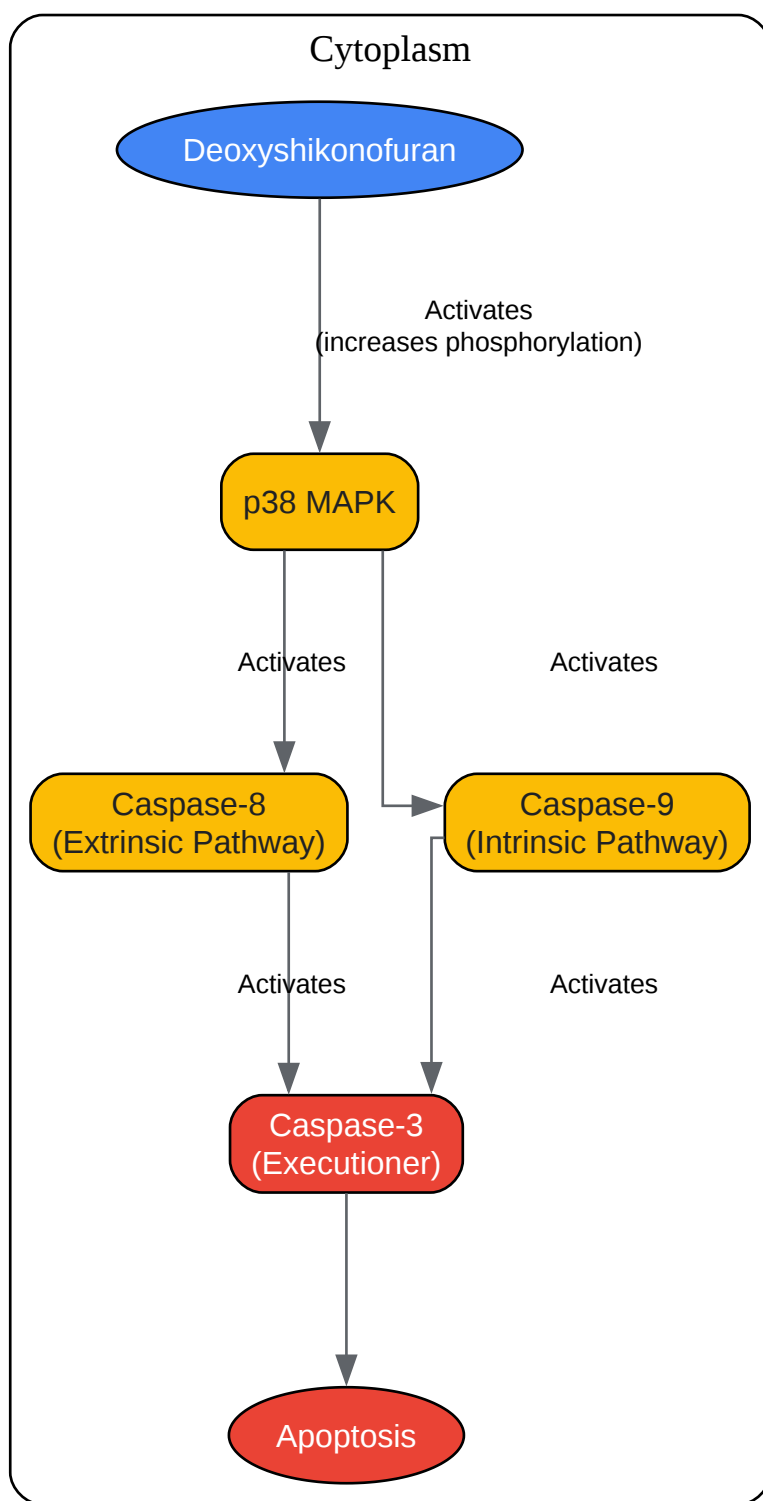 Cytoplasm
Deoxyshikonofuran
Activates
(increases phosphorylation)
p38 MAPK
Activates
Activates
Caspase-8
(Extrinsic Pathway)
Caspase-9
(Intrinsic Pathway)
Activates
Activates
Caspase-3
(Executioner)
Apoptosis